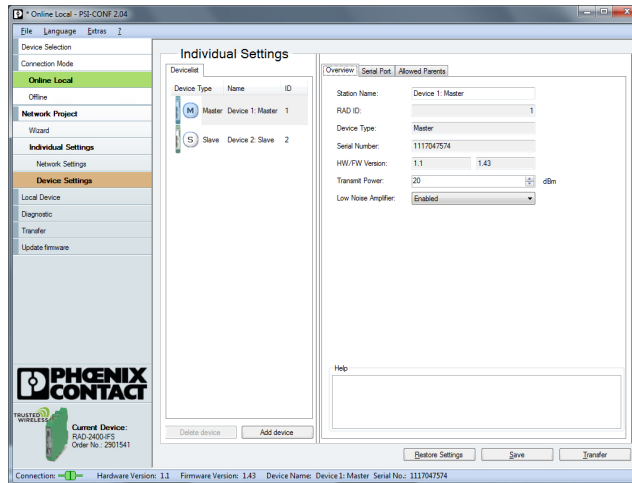 * Online Local - PSI-CONF 2.04
File Language Extras ?
Device Selection
Connection Mode
Online Local
Offline
Network Project
Wizard
Individual Settings
Network Settings
Device Settings
Local Device
Diagnostic
Transfer
Update firmware
PHŒNIX
CONTACT
TRUSTED
WIRELESS
Current Device:
RAD-2400-IFS
Order No.: 2901541
Individual Settings
Devicelist
Device Type Name ID
M Master Device 1: Master 1
S Slave Device 2: Slave 2
Delete device Add device
Overview Serial Port Allowed Parents
Station Name: Device 1: Master
RAD ID: 1
Device Type: Master
Serial Number: 1117047574
HW/FW Version: 1.1 1.43
Transmit Power: 20 dBm
Low Noise Amplifier: Enabled
Help
Restore Settings Save Transfer
Connection: Hardware Version: 1.1 Firmware Version: 1.43 Device Name: Device 1: Master Serial No.: 1117047574